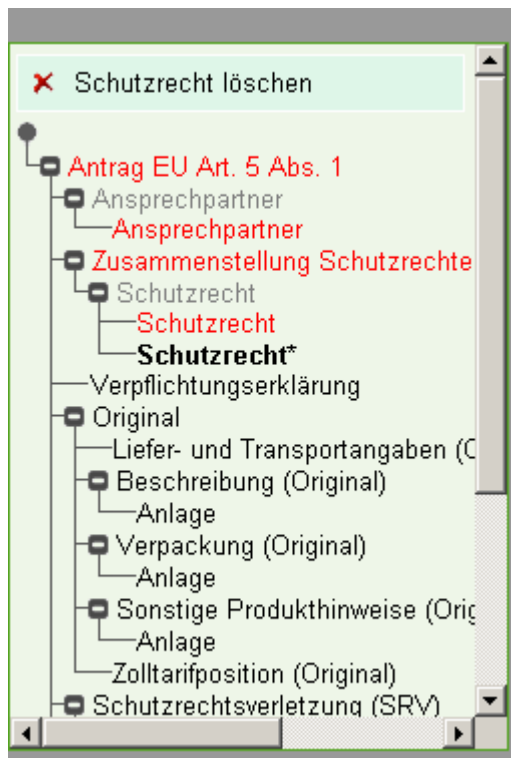 Schutzrecht löschen
Antrag EU Art. 5 Abs. 1
Ansprechpartner
Ansprechpartner
Zusammenstellung Schutzrechte
Schutzrecht
Schutzrecht
Schutzrecht*
Verpflichtungserklärung
Original
Liefer- und Transportangaben (
Beschreibung (Original)
Anlage
Verpackung (Original)
Anlage
Sonstige Produkthinweise (Orig
Anlage
Zolltarifposition (Original)
Schutzrechtsverletzung (SRV)